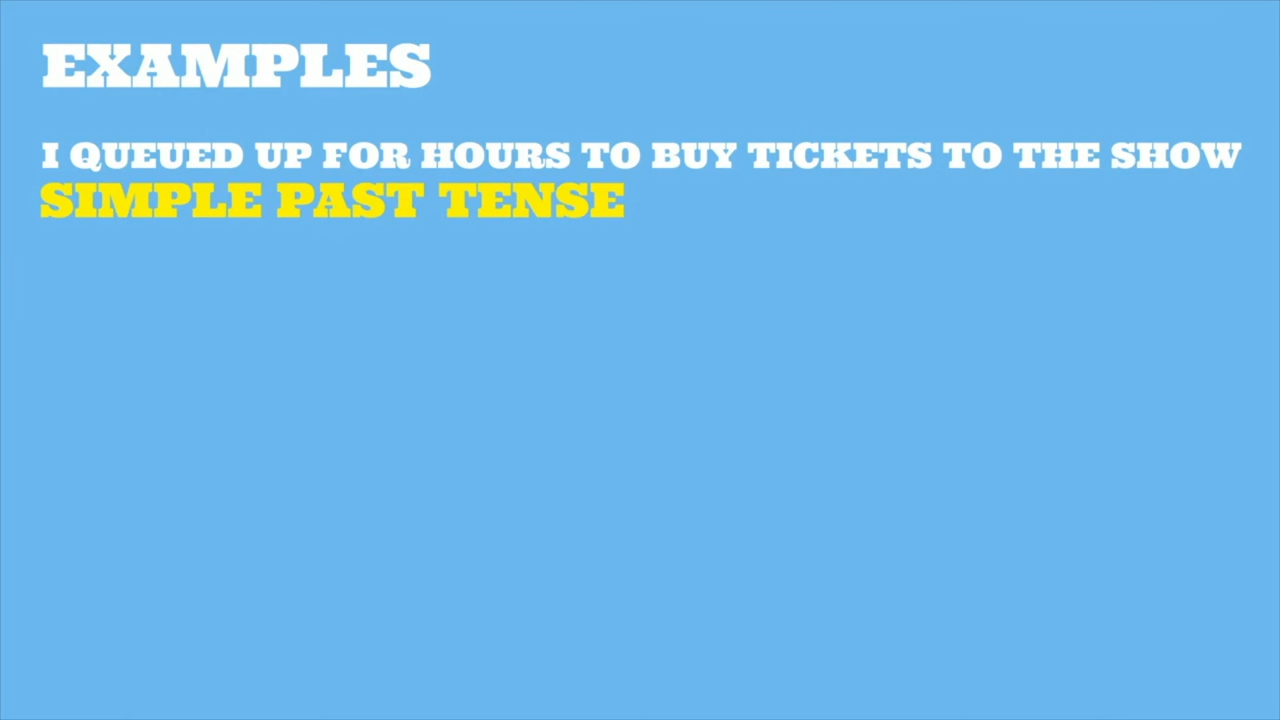 EXAMPLES
I QUEUED UP FOR HOURS TO BUY TICKETS TO THE SHOW
SIMPLE PAST TENSE